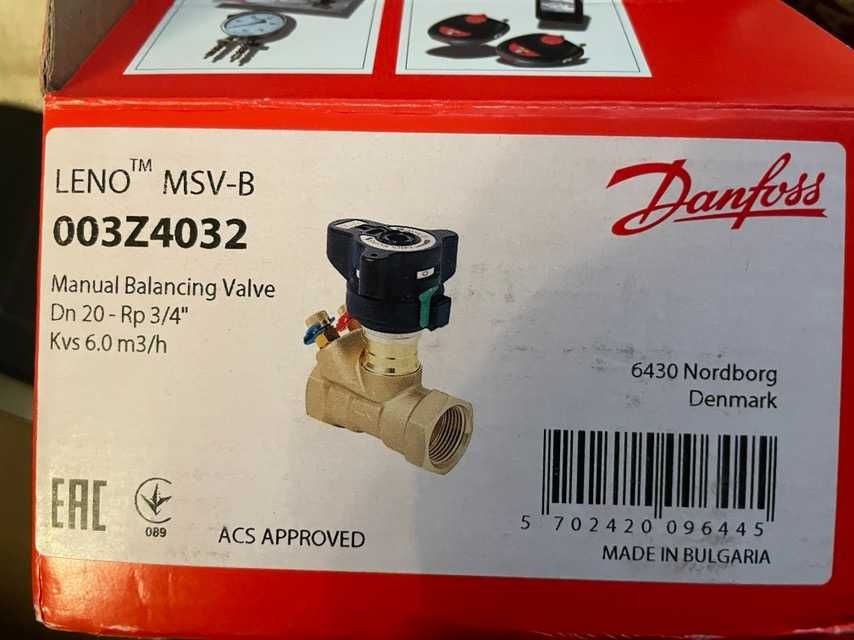 LENO™ MSV-B
003Z4032
Manual Balancing Valve
Dn 20 - Rp 3/4"
Kvs 6.0 m3/h
Danfoss
6430 Nordborg
Denmark
EAC
089
ACS APPROVED
5 702420 096445
MADE IN BULGARIA